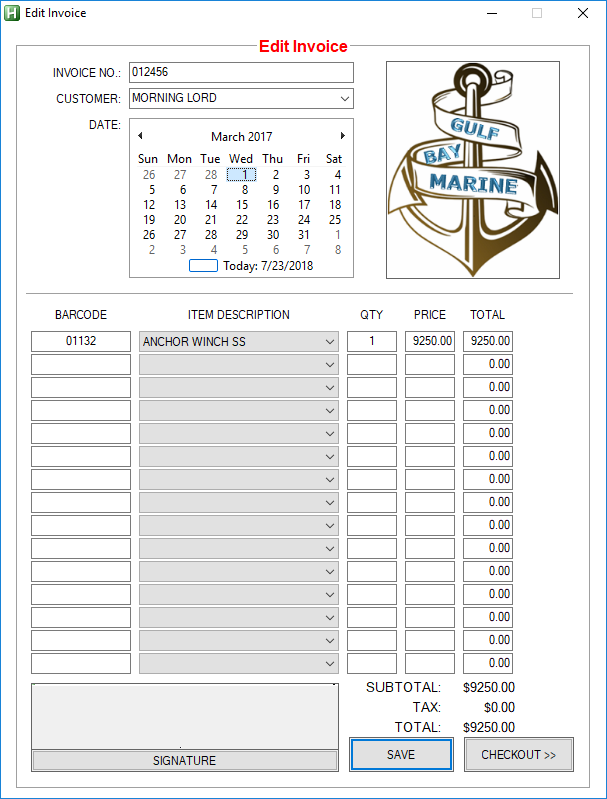 Edit Invoice
Edit Invoice
INVOICE NO.: 012456
CUSTOMER: MORNING LORD
DATE:
March 2017
Sun Mon Tue Wed Thu Fri Sat
26 27 28 1 2 3 4
5 6 7 8 9 10 11
12 13 14 15 16 17 18
19 20 21 22 23 24 25
26 27 28 29 30 31 1
2 3 4 5 6 7 8
Today: 7/23/2018
GULF
BAY
MARINE
BARCODE ITEM DESCRIPTION QTY PRICE TOTAL
01132 ANCHOR WINCH SS 1 9250.00 9250.00
0.00
0.00
0.00
0.00
0.00
0.00
0.00
0.00
0.00
0.00
0.00
0.00
0.00
0.00
SUBTOTAL: $9250.00
TAX: $0.00
TOTAL: $9250.00
SIGNATURE
SAVE
CHECKOUT >>